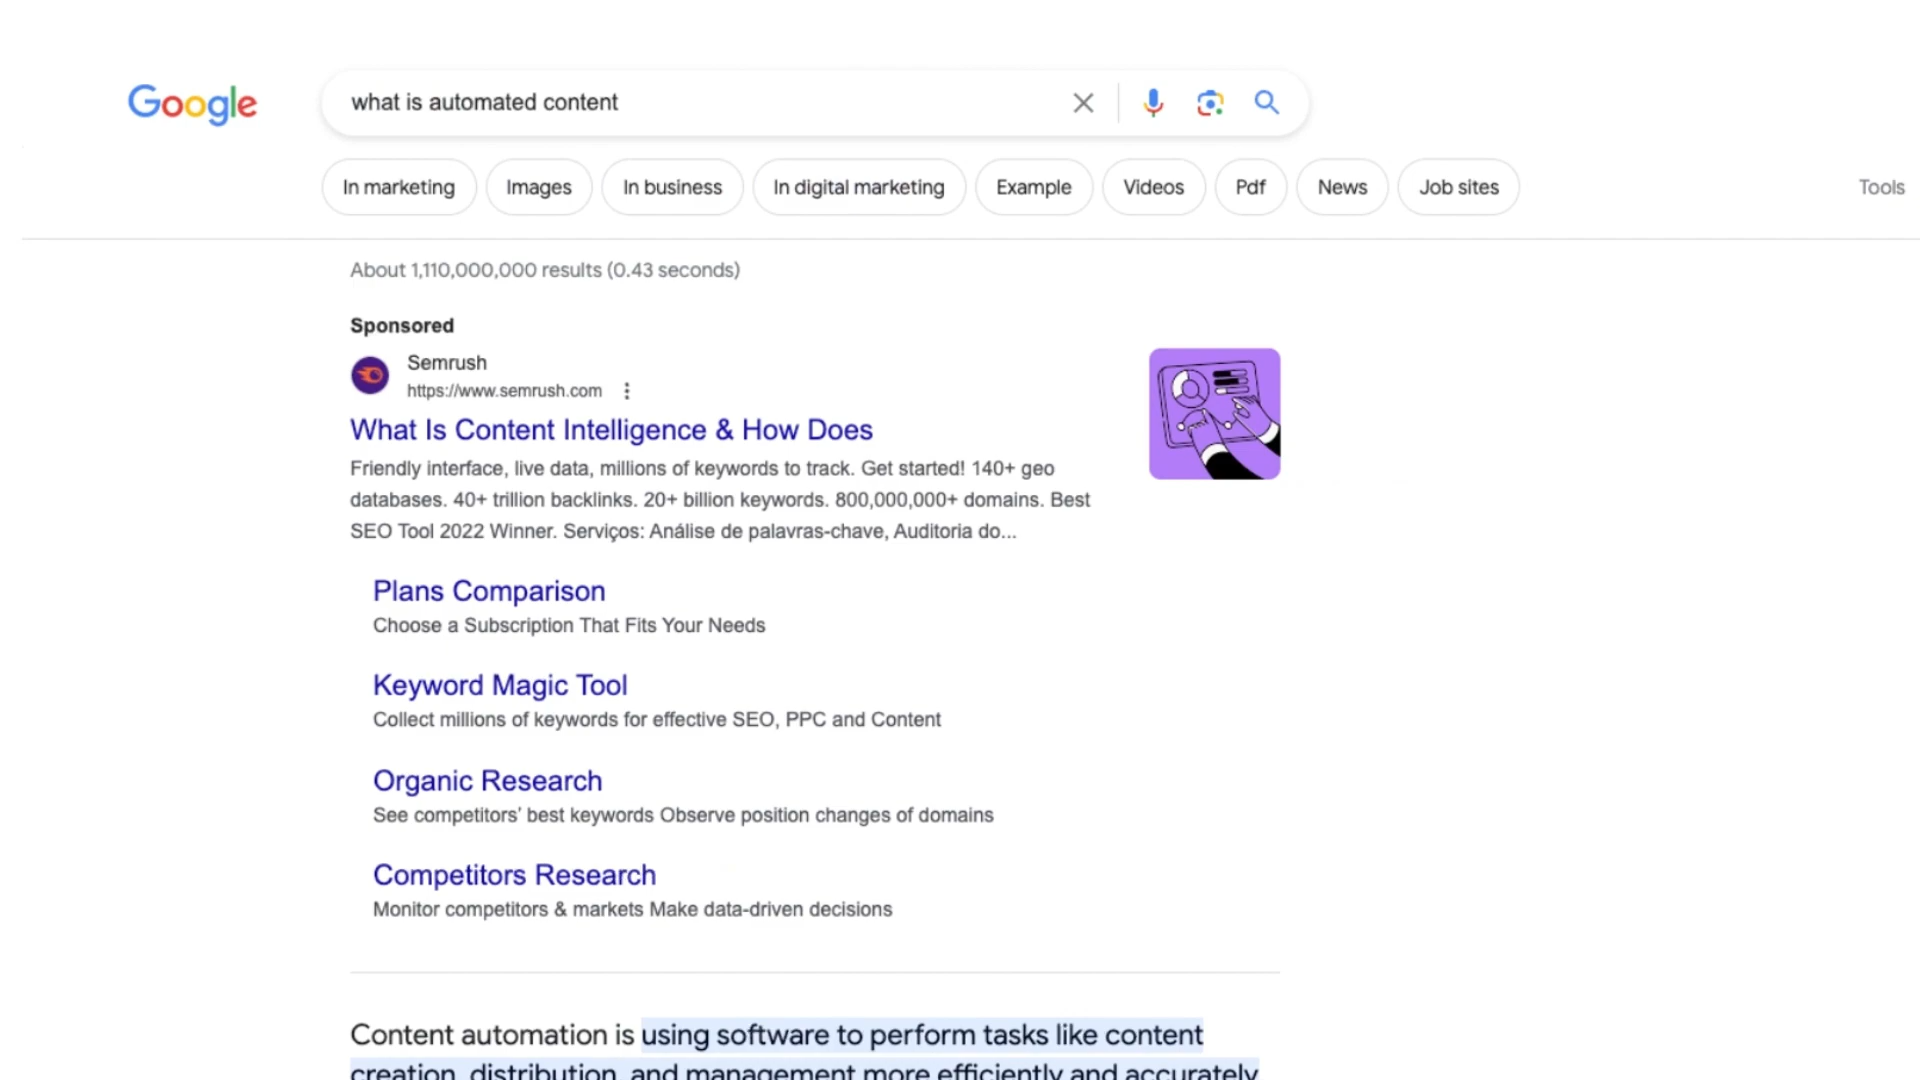 Google
what is automated content
In marketing
Images
In business
In digital marketing
Example
Videos
Pdf
News
Job sites
Tools
About 1,110,000,000 results (0.43 seconds)
Sponsored
Semrush
https://www.semrush.com
What Is Content Intelligence & How Does
Friendly interface, live data, millions of keywords to track. Get started! 140+ geo
databases. 40+ trillion backlinks. 20+ billion keywords. 800,000,000+ domains. Best
SEO Tool 2022 Winner. Serviços: Análise de palavras-chave, Auditoria do...
Plans Comparison
Choose a Subscription That Fits Your Needs
Keyword Magic Tool
Collect millions of keywords for effective SEO, PPC and Content
Organic Research
See competitors' best keywords Observe position changes of domains
Competitors Research
Monitor competitors & markets Make data-driven decisions
Content automation is using software to perform tasks like content
creation, distribution, and management more efficiently and accurately